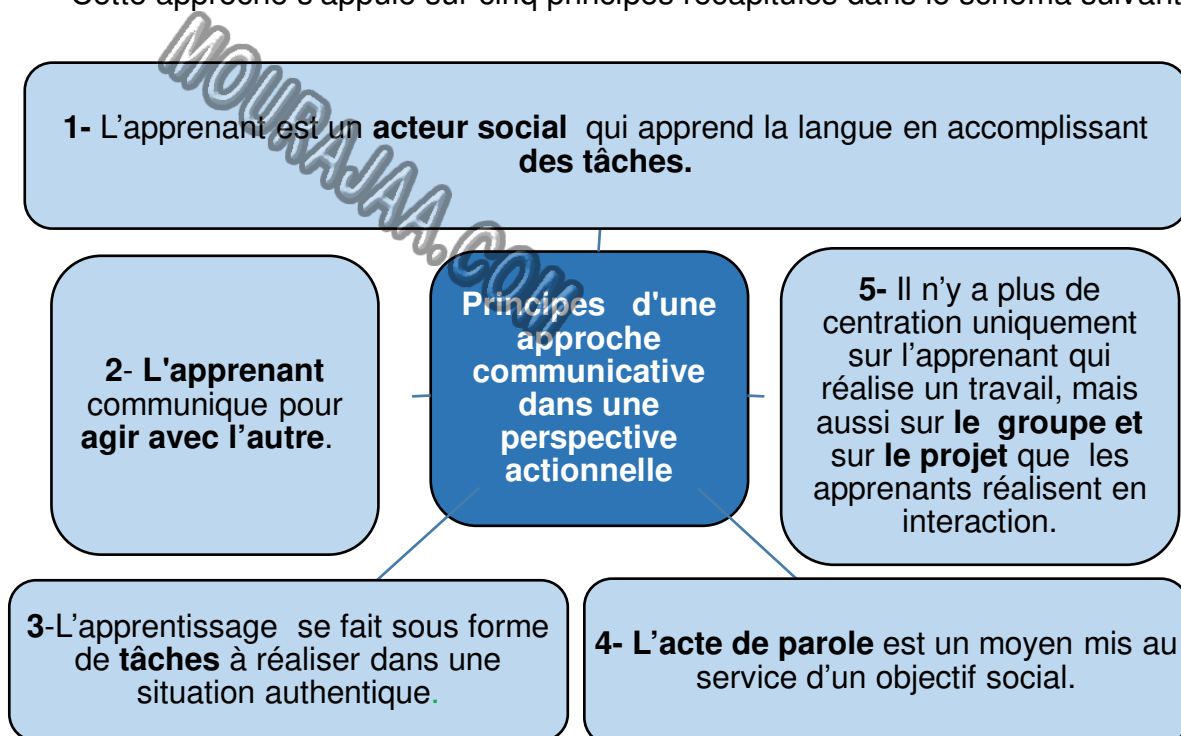 Cette approche s'appuie sur cinq principes récapitulés dans le schéma suivant
MOURAJAA.COM
1- L'apprenant est un acteur social qui apprend la langue en accomplissant
des tâches.
2- L'apprenant
communique pour
agir avec l'autre.
Principes d'une
approche
communicative
dans une
perspective
actionnelle
5- Il n'y a plus de
centration uniquement
sur l'apprenant qui
réalise un travail, mais
aussi sur le groupe et
sur le projet que les
apprenants réalisent en
interaction.
3-L'apprentissage se fait sous forme
de tâches à réaliser dans une
situation authentique.
4- L'acte de parole est un moyen mis au
service d'un objectif social.